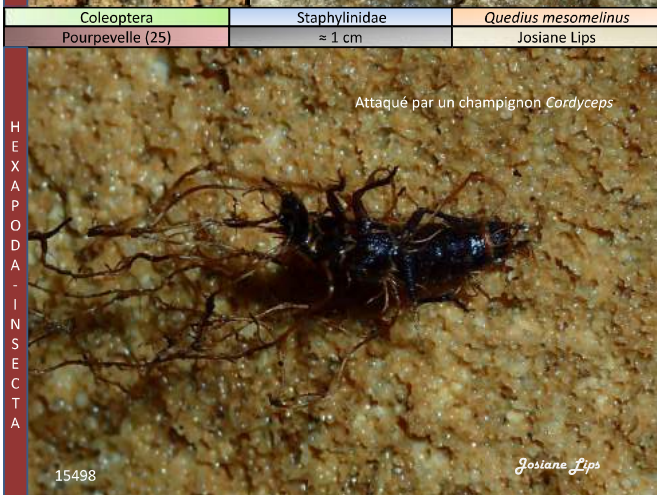 Coleoptera
Staphylinidae
Quedius mesomelinus
Pourpevelle (25)
≈ 1 cm
Josiane Lips
Attaqué par un champignon Cordyceps
HEXAPODA-INSECTA
15498
Josiane Lips